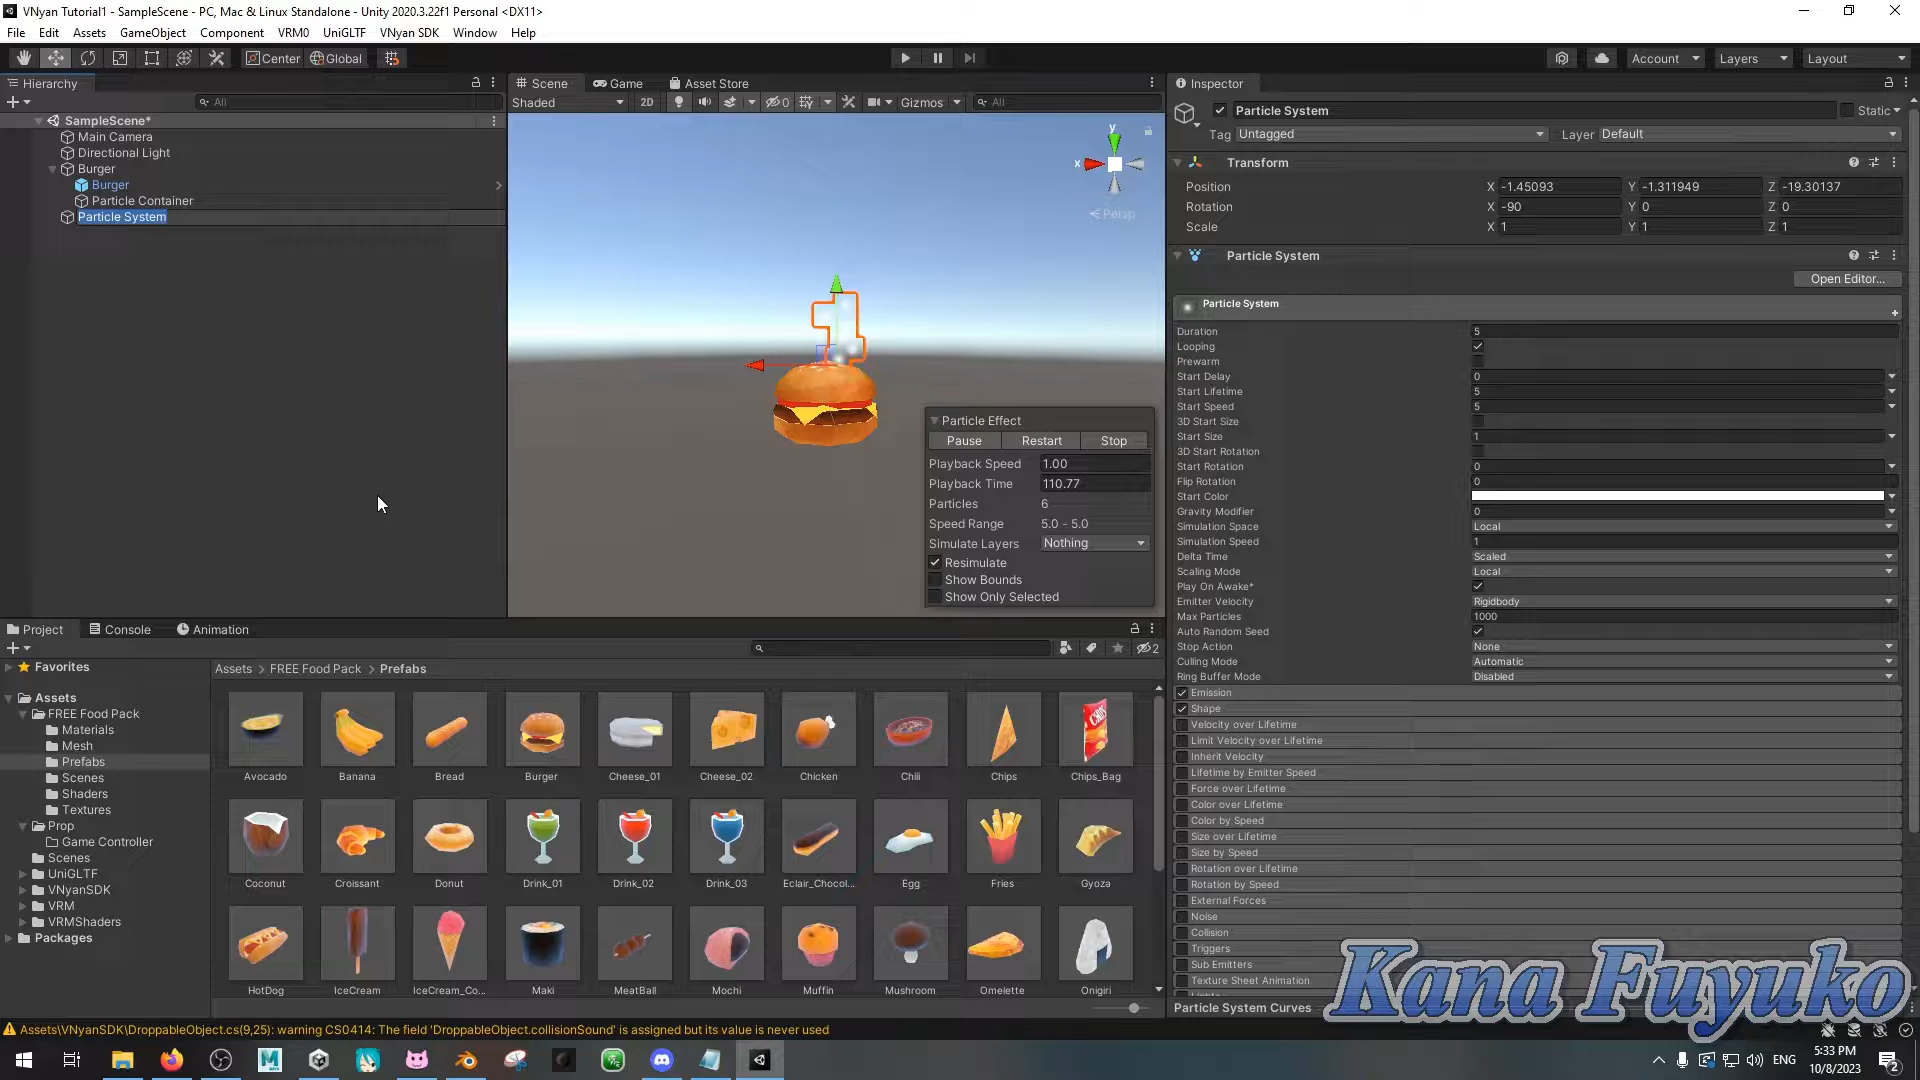 VNyan Tutorial1 - SampleScene - PC, Mac & Linux Standalone - Unity 2020.3.22f1 Personal <DX11>
File Edit Assets GameObject Component VRM0 UniGLTF VNyan SDK Window Help
Center Global
Account Layers Layout
Hierarchy
All
SampleScene*
Main Camera
Directional Light
Burger
Burger
Particle Container
Particle System
Scene Game Asset Store
Shaded 2D 0 Gizmos All
y
x
Persp
Particle Effect
Pause Restart Stop
Playback Speed 1.00
Playback Time 110.77
Particles 6
Speed Range 5.0 - 5.0
Simulate Layers Nothing
Resimulate
Show Bounds
Show Only Selected
Inspector
Particle System Static
Tag Untagged Layer Default
Transform
Position X -1.45093 Y -1.311949 Z -19.30137
Rotation X -90 Y 0 Z 0
Scale X 1 Y 1 Z 1
Particle System
Open Editor...
Particle System
Duration 5
Looping
Prewarm
Start Delay 0
Start Lifetime 5
Start Speed 5
3D Start Size
Start Size 1
3D Start Rotation
Start Rotation 0
Flip Rotation 0
Start Color
Gravity Modifier 0
Simulation Space Local
Simulation Speed 1
Delta Time Scaled
Scaling Mode Local
Play On Awake*
Emitter Velocity Rigidbody
Max Particles 1000
Auto Random Seed
Stop Action None
Culling Mode Automatic
Ring Buffer Mode Disabled
Emission
Shape
Velocity over Lifetime
Limit Velocity over Lifetime
Inherit Velocity
Lifetime by Emitter Speed
Force over Lifetime
Color over Lifetime
Color by Speed
Size over Lifetime
Size by Speed
Rotation over Lifetime
Rotation by Speed
External Forces
Noise
Collision
Triggers
Sub Emitters
Texture Sheet Animation
Particle System Curves
Kana Fuyuko
Project Console Animation
2
Favorites
Assets
FREE Food Pack
Materials
Mesh
Prefabs
Scenes
Shaders
Textures
Prop
Game Controller
Scenes
UniGLTF
VNyanSDK
VRM
VRMShaders
Packages
Assets > FREE Food Pack > Prefabs
Avocado Banana Bread Burger Cheese_01 Cheese_02 Chicken Chili Chips Chips_Bag
Coconut Croissant Donut Drink_01 Drink_02 Drink_03 Eclair_Chocol... Egg Fries Gyoza
HotDog IceCream IceCream_Co... Maki MeatBall Mochi Muffin Mushroom Omelette Onigiri
Assets\VNyanSDK\DroppableObject.cs(9,25): warning CS0414: The field 'DroppableObject.collisionSound' is assigned but its value is never used
ENG
5:33 PM
10/8/2023
2